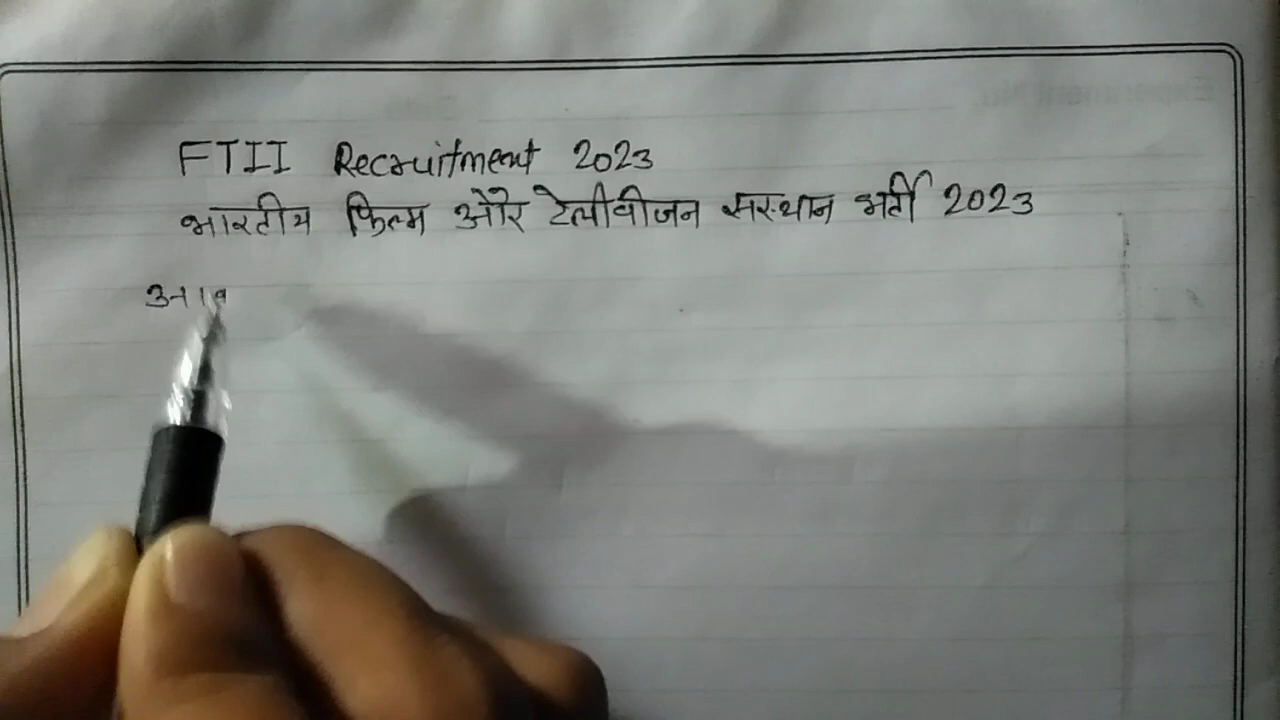 FTII Recruitment 2023
भारतीय फिल्म और टेलीवीजन संस्थान भर्ती 2023